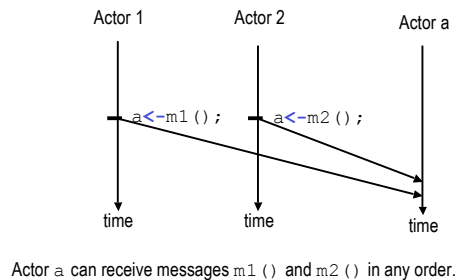 Actor 1
Actor 2
Actor a
a<-m1();
a<-m2();
time
time
time
Actor a can receive messages m1() and m2() in any order.